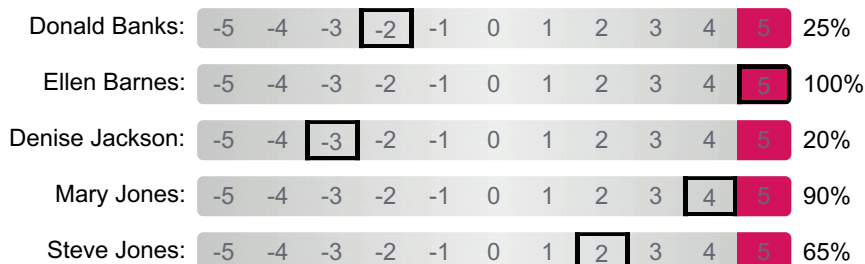 Donald Banks: -5 -4 -3 -2 -1 0 1 2 3 4 5 25%
Ellen Barnes: -5 -4 -3 -2 -1 0 1 2 3 4 5 100%
Denise Jackson: -5 -4 -3 -2 -1 0 1 2 3 4 5 20%
Mary Jones: -5 -4 -3 -2 -1 0 1 2 3 4 5 90%
Steve Jones: -5 -4 -3 -2 -1 0 1 2 3 4 5 65%